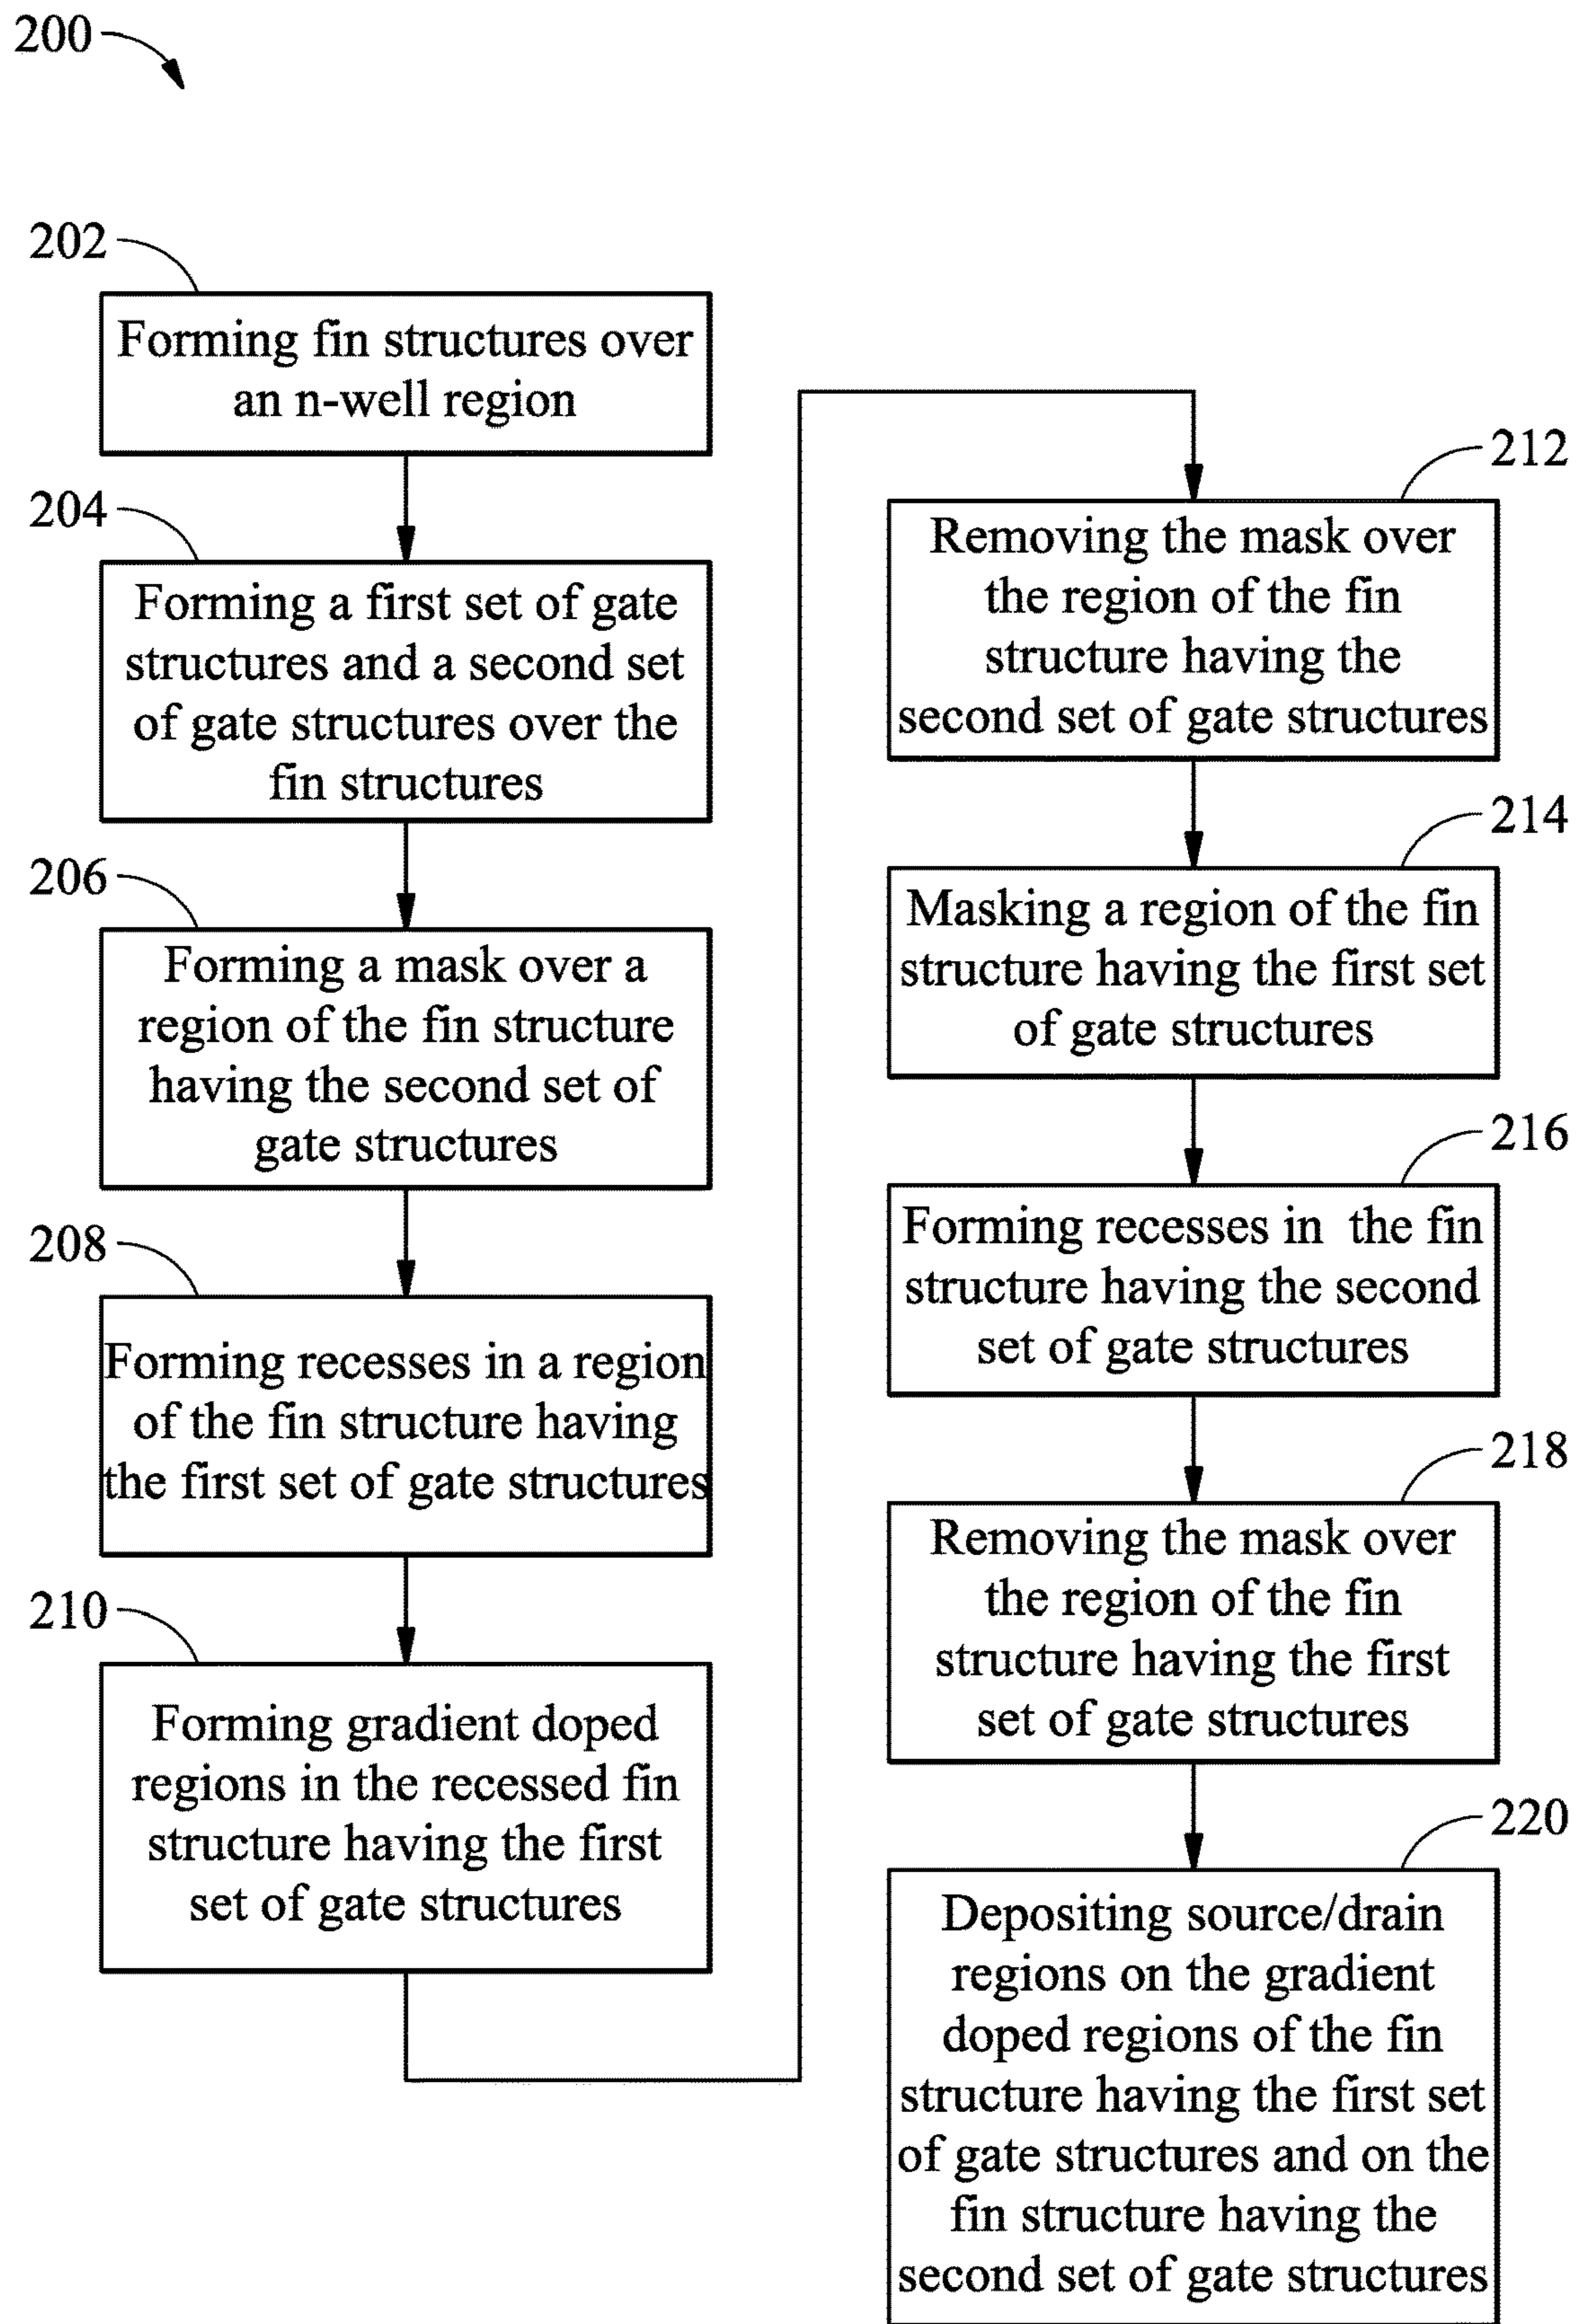 200
202
Forming fin structures over
an n-well region
204
Forming a first set of gate
structures and a second set
of gate structures over the
fin structures
206
Forming a mask over a
region of the fin structure
having the second set of
gate structures
208
Forming recesses in a region
of the fin structure having
the first set of gate structures
210
Forming gradient doped
regions in the recessed fin
structure having the first
set of gate structures
212
Removing the mask over
the region of the fin
structure having the
second set of gate structures
214
Masking a region of the fin
structure having the first set
of gate structures
216
Forming recesses in  the fin
structure having the second
set of gate structures
218
Removing the mask over
the region of the fin
structure having the first
set of gate structures
220
Depositing source/drain
regions on the gradient
doped regions of the fin
structure having the first set
of gate structures and on the
fin structure having the
second set of gate structures